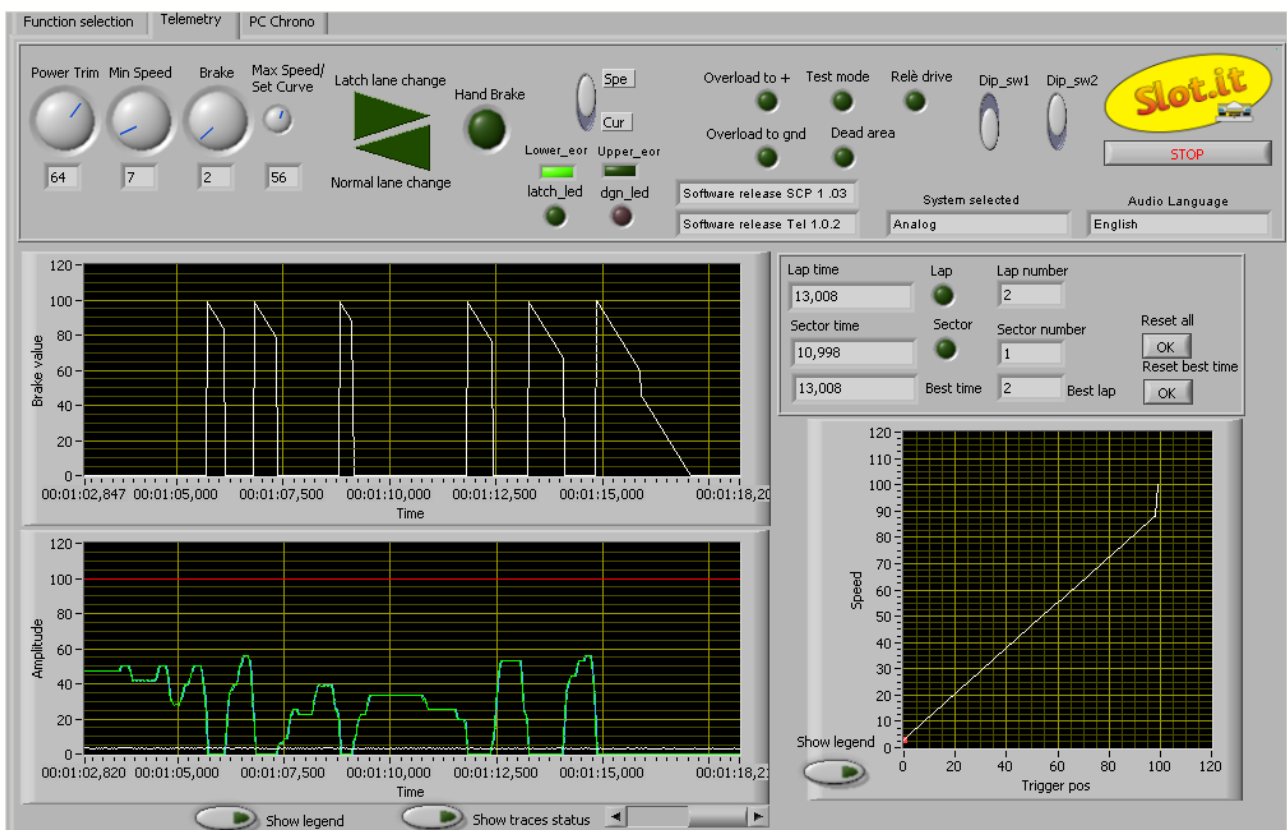 Function selection Telemetry PC Chrono
Power Trim Min Speed Brake Max Speed/
Set Curve
Latch lane change
Hand Brake
Normal lane change
64 7 2 56
Spe
Cur
Lower_eor Upper_eor
latch_led dgn_led
Overload to + Test mode Relè drive
Overload to gnd Dead area
Dip_sw1 Dip_sw2
Slot.it
STOP
Software release SCP 1 .03
Software release Tel 1.0.2
System selected
Analog
Audio Language
English
120
100
80
60
40
20
0
Brake value
00:01:02,847 00:01:05,000 00:01:07,500 00:01:10,000 00:01:12,500 00:01:15,000 00:01:18,20
Time
120
100
80
60
40
20
0
Amplitude
00:01:02,820 00:01:05,000 00:01:07,500 00:01:10,000 00:01:12,500 00:01:15,000 00:01:18,21
Time
Show legend Show traces status
Lap time Lap Lap number
13,008 2
Sector time Sector Sector number
10,998 1
13,008 Best time 2 Best lap
Reset all
OK
Reset best time
OK
120
110
100
90
80
70
60
50
40
30
20
10
0
Speed
0 20 40 60 80 100 120
Trigger pos
Show legend